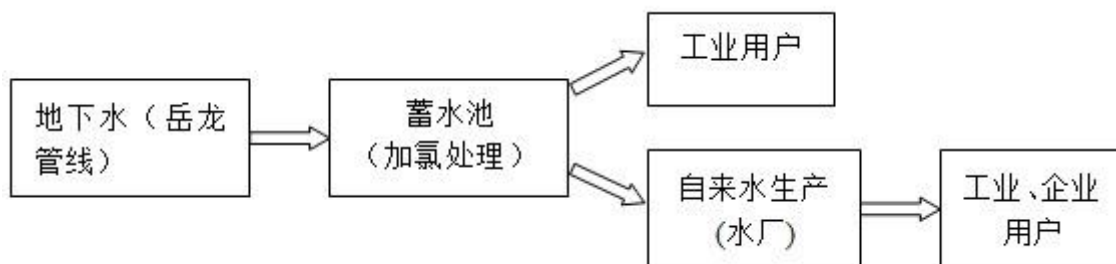 地下水（岳龙
管线）
蓄水池
（加氯处理）
工业用户
自来水生产
(水厂)
工业、企业
用户